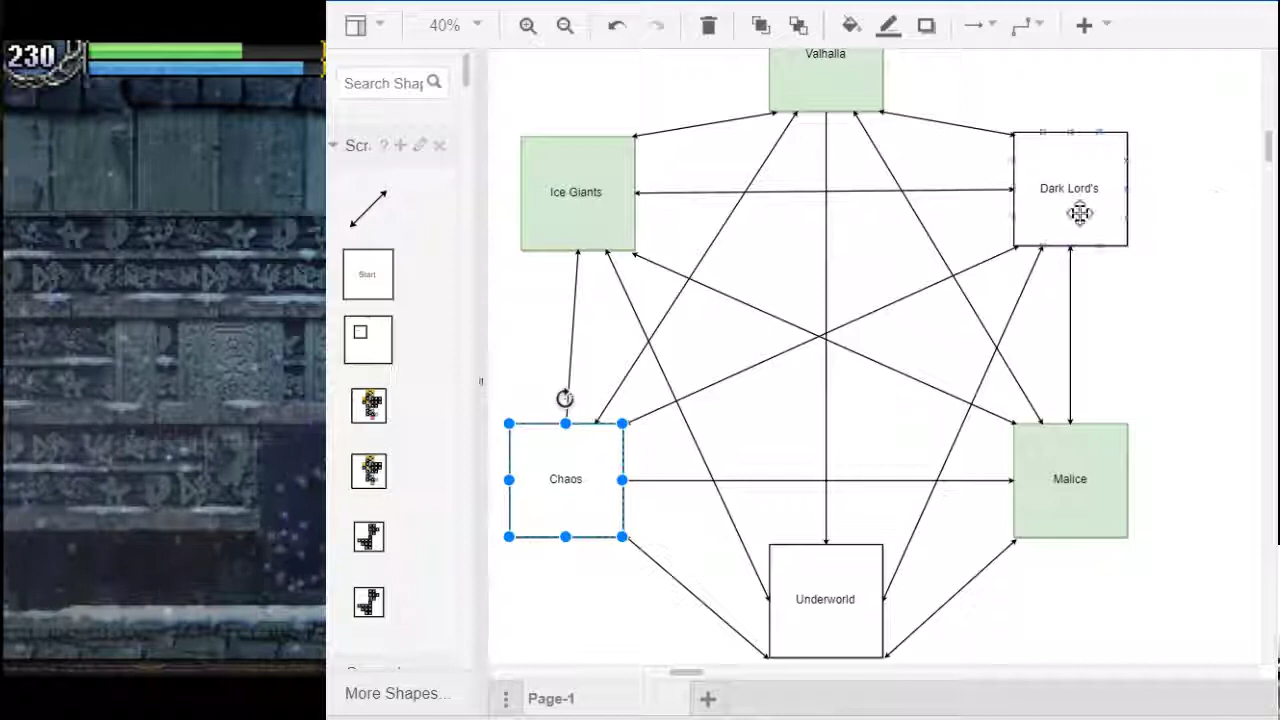 230
40%
Search Shap
Scr. ?
Start
Valhalla
Ice Giants
Dark Lord's
Chaos
Malice
Underworld
More Shapes...
Page-1